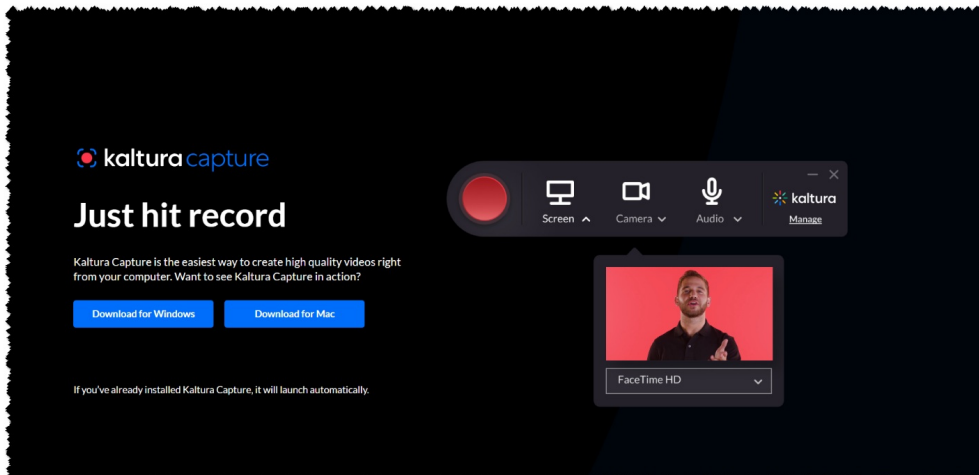 kaltura capture
Just hit record
Kaltura Capture is the easiest way to create high quality videos right
from your computer. Want to see Kaltura Capture in action?
Download for Windows
Download for Mac
If you've already installed Kaltura Capture, it will launch automatically.
Screen
Camera
Audio
kaltura
Manage
FaceTime HD